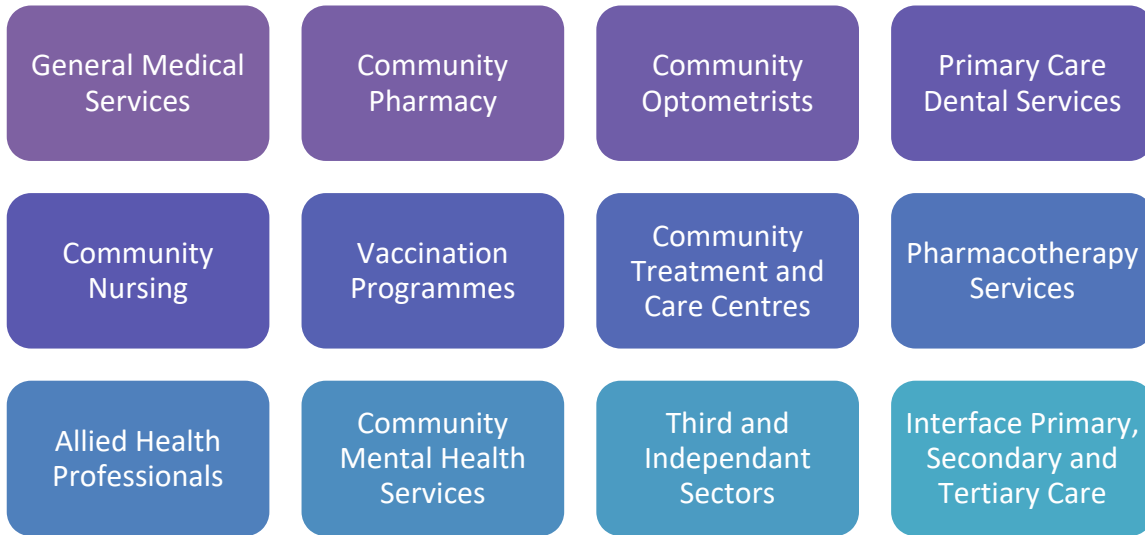 General Medical
Services
Community
Pharmacy
Community
Optometrists
Primary Care
Dental Services
Community
Nursing
Vaccination
Programmes
Community
Treatment and
Care Centres
Pharmacotherapy
Services
Allied Health
Professionals
Community
Mental Health
Services
Third and
Independant
Sectors
Interface Primary,
Secondary and
Tertiary Care